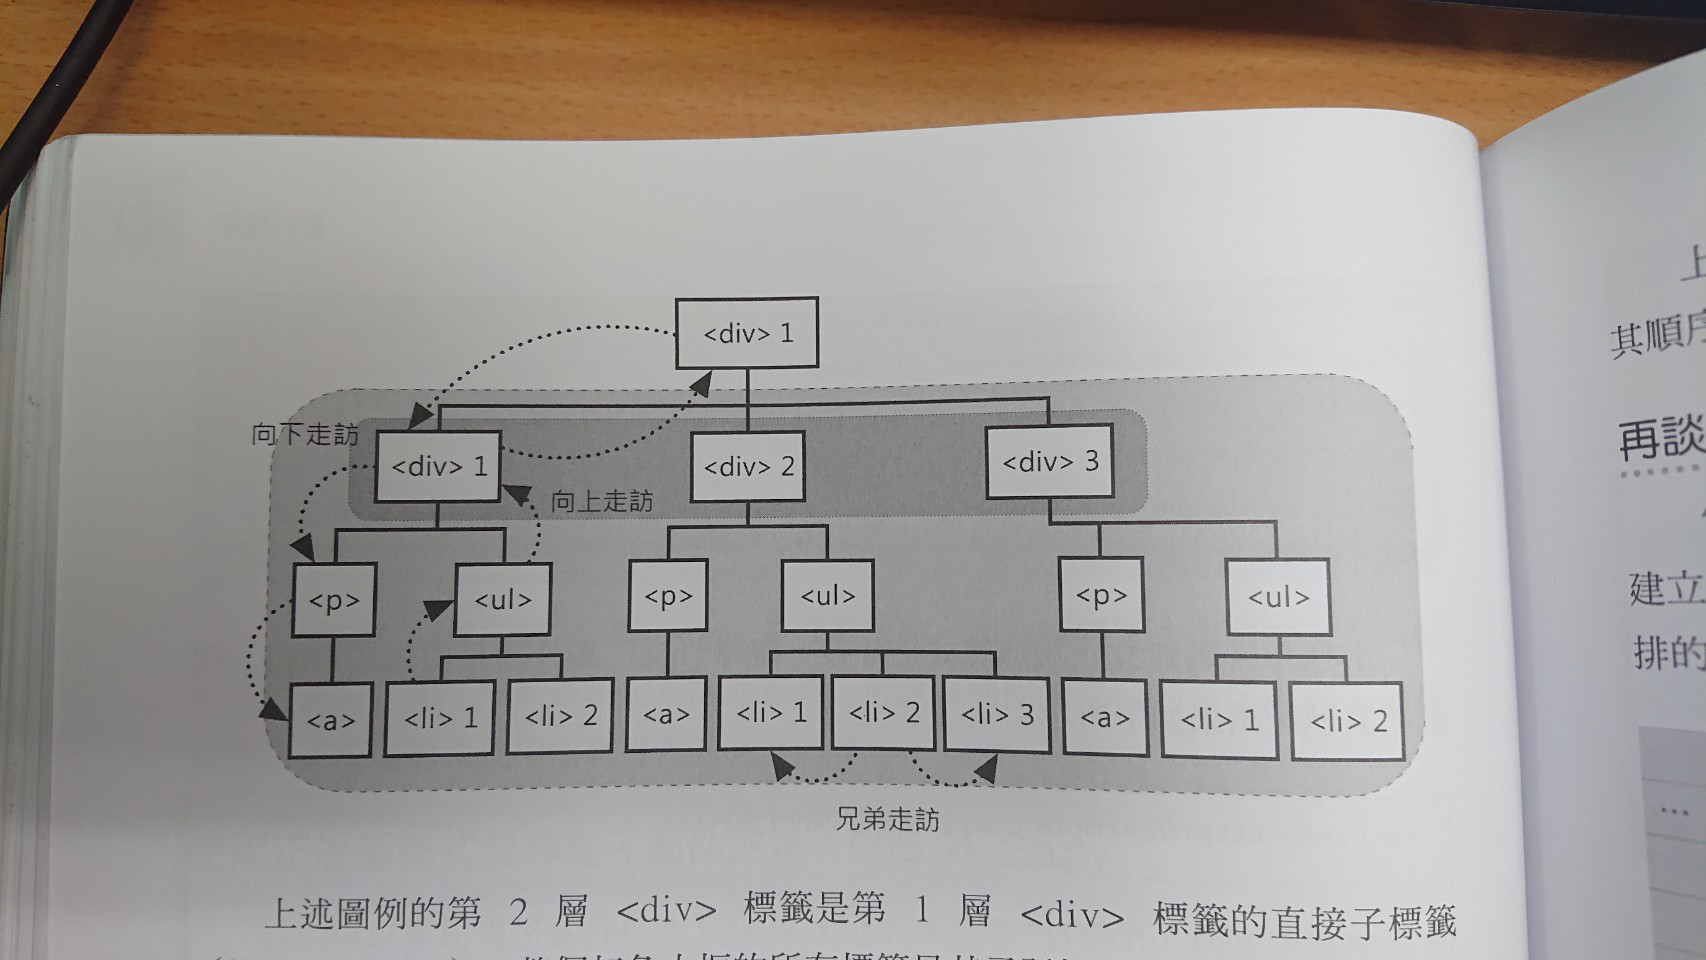 <div> 1
向下走訪
<div> 1
<div> 2
<div> 3
向上走訪
<p>
<ul>
<p>
<ul>
<p>
<ul>
<a>
<li> 1
<li> 2
<a>
<li> 1
<li> 2
<li> 3
<a>
<li> 1
<li> 2
兄弟走訪
上述圖例的第 2 層 <div> 標籤是第 1 層 <div> 標籤的直接子標籤
上
其順序
再談
建立
排的
...